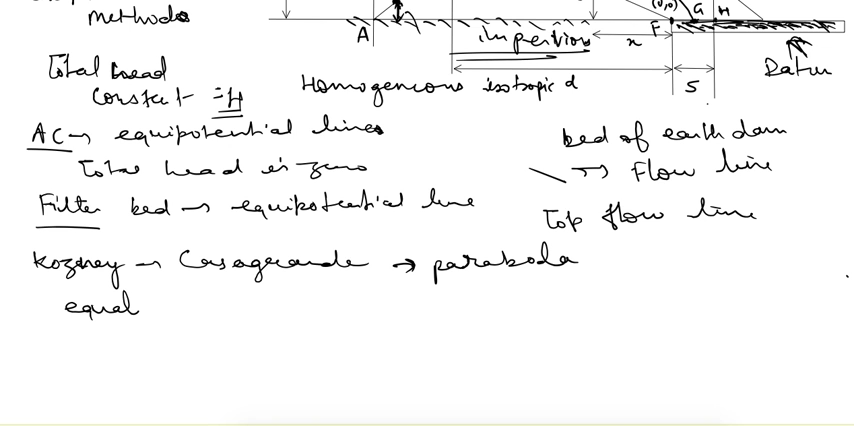 methods
(0,0)
A
impervious
x
F
G
H
Total head
constant = H
Homogeneous isotropic d
S
Datum
AC → equipotential lines
bed of earth dam
Total head is zero
→ Flow line
Filter bed → equipotential line
Top flow line
Kozney → Casagrande → parabola
equal